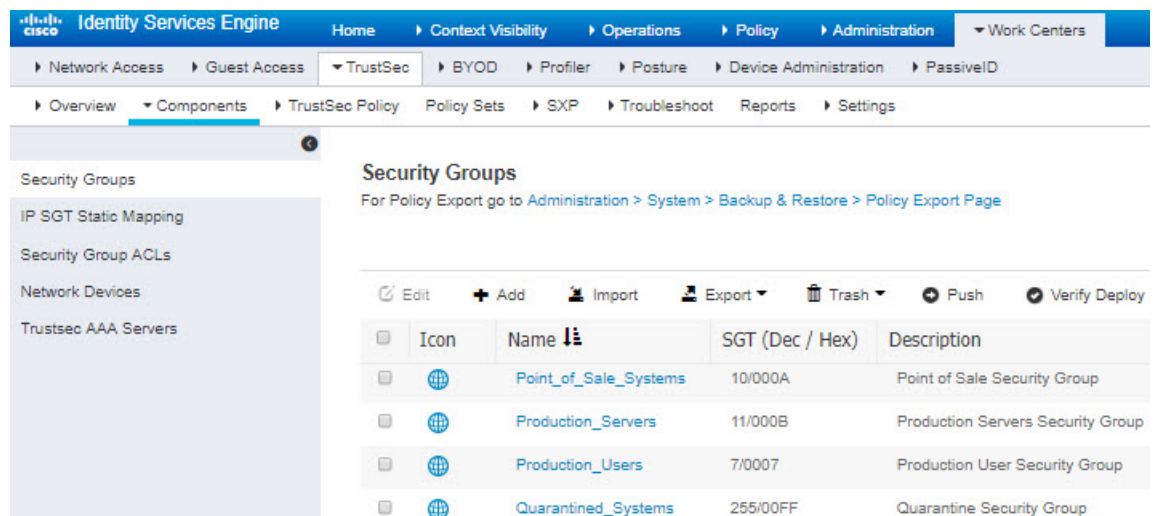 cisco Identity Services Engine Home Context Visibility Operations Policy Administration Work Centers
Network Access Guest Access TrustSec BYOD Profiler Posture Device Administration PassiveID
Overview Components TrustSec Policy Policy Sets SXP Troubleshoot Reports Settings
Security Groups
IP SGT Static Mapping
Security Group ACLs
Network Devices
Trustsec AAA Servers
Security Groups
For Policy Export go to Administration > System > Backup & Restore > Policy Export Page
Edit Add Import Export Trash Push Verify Deploy
Icon Name SGT (Dec / Hex) Description
Point_of_Sale_Systems 10/000A Point of Sale Security Group
Production_Servers 11/000B Production Servers Security Group
Production_Users 7/0007 Production User Security Group
Quarantined_Systems 255/00FF Quarantine Security Group